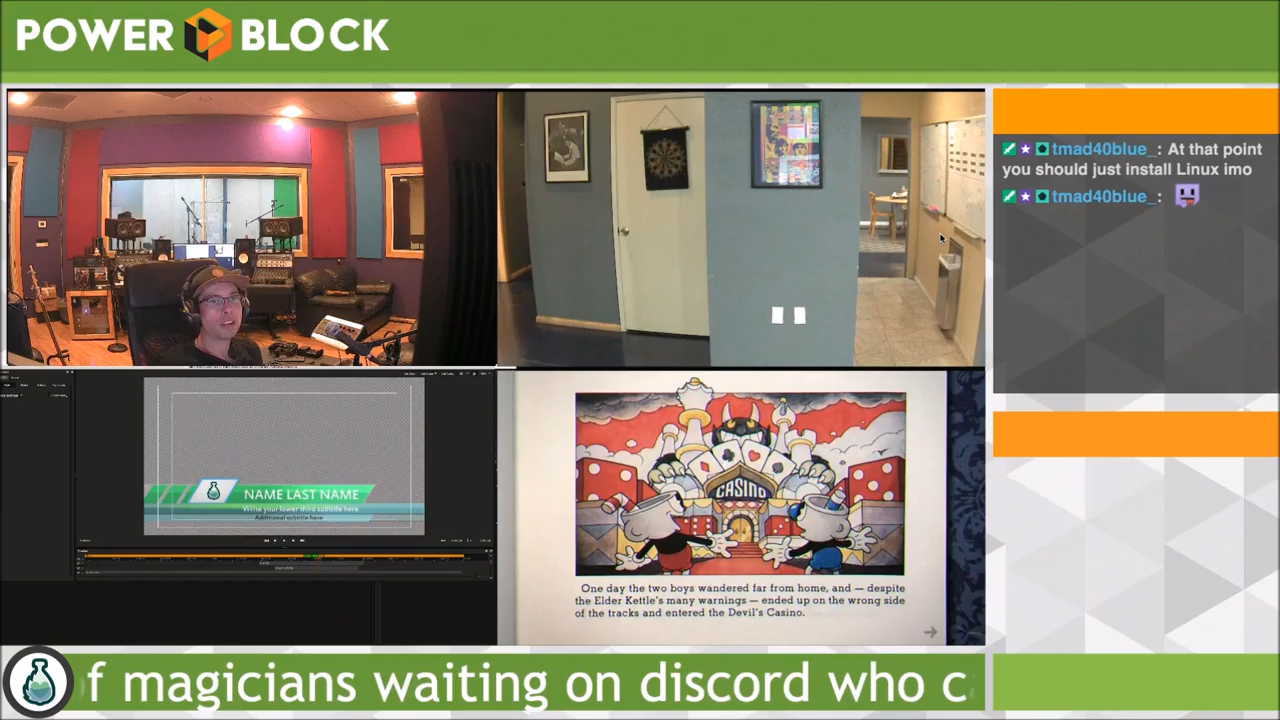 POWER BLOCK
tmad40blue_: At that point
you should just install Linux imo
tmad40blue_:
NAME LAST NAME
Write your lower third subtitle here
Additional subtitle here
CASINO
One day the two boys wandered far from home, and — despite
the Elder Kettle's many warnings — ended up on the wrong side
of the tracks and entered the Devil's Casino.
f magicians waiting on discord who c